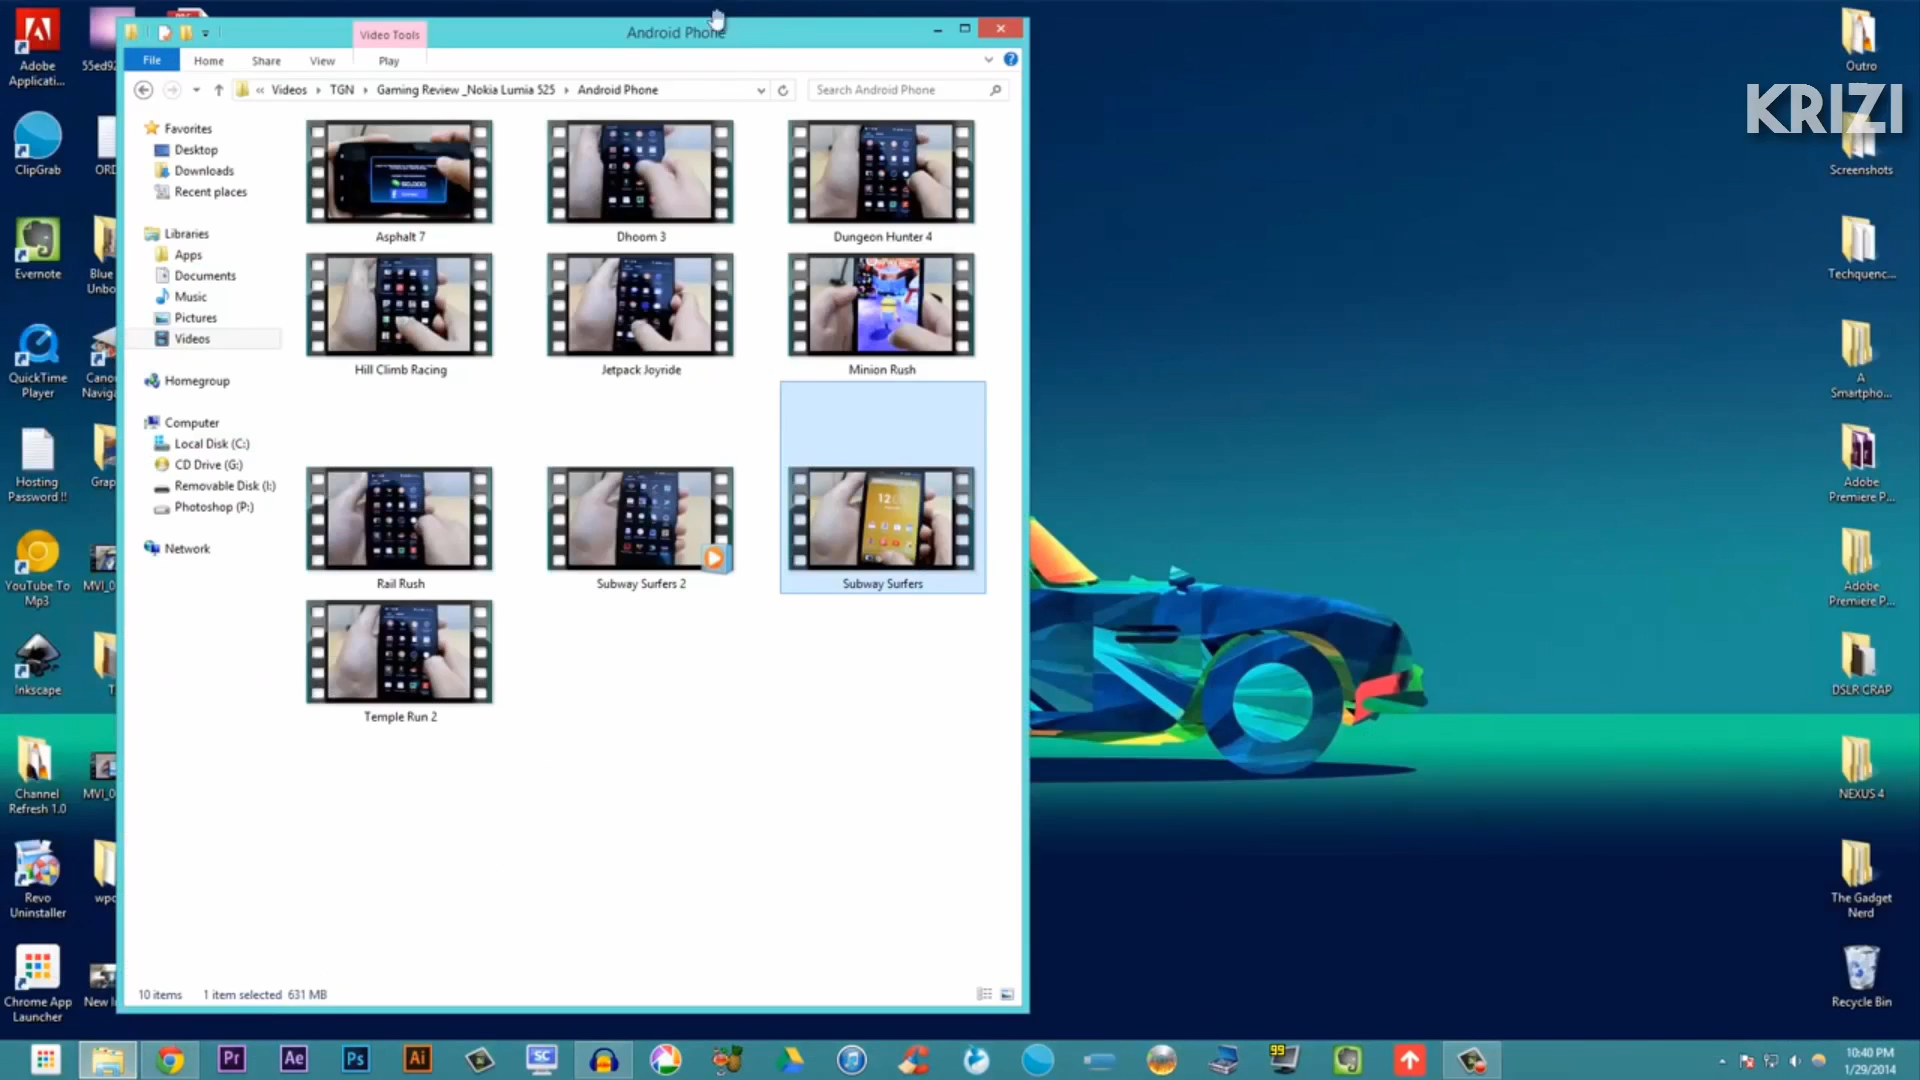 Android Phone
Video Tools
File
Home
Share
View
Play
« Videos
TGN
Gaming Review _Nokia Lumia 525
Android Phone
Search Android Phone
Favorites
Desktop
Downloads
Recent places
Libraries
Apps
Documents
Music
Pictures
Videos
Homegroup
Computer
Local Disk (C:)
CD Drive (G:)
Removable Disk (I:)
Photoshop (P:)
Network
Asphalt 7
Dhoom 3
Dungeon Hunter 4
Hill Climb Racing
Jetpack Joyride
Minion Rush
Rail Rush
Subway Surfers 2
Subway Surfers
Temple Run 2
10 items
1 item selected 631 MB
Adobe
Applicati...
ClipGrab
Evernote
QuickTime
Player
Hosting
Password !!
YouTube To
Mp3
Inkscape
Channel
Refresh 1.0
Revo
Uninstaller
Chrome App
Launcher
Blue
KRIZI
Outro
Screenshots
Techquenc...
A
Smartpho...
Adobe
Premiere P...
Adobe
Premiere P...
DSLR CRAP
NEXUS 4
The Gadget
Nerd
Recycle Bin
Pr
Ae
Ps
Ai
SC
99
10:40 PM
1/29/2014